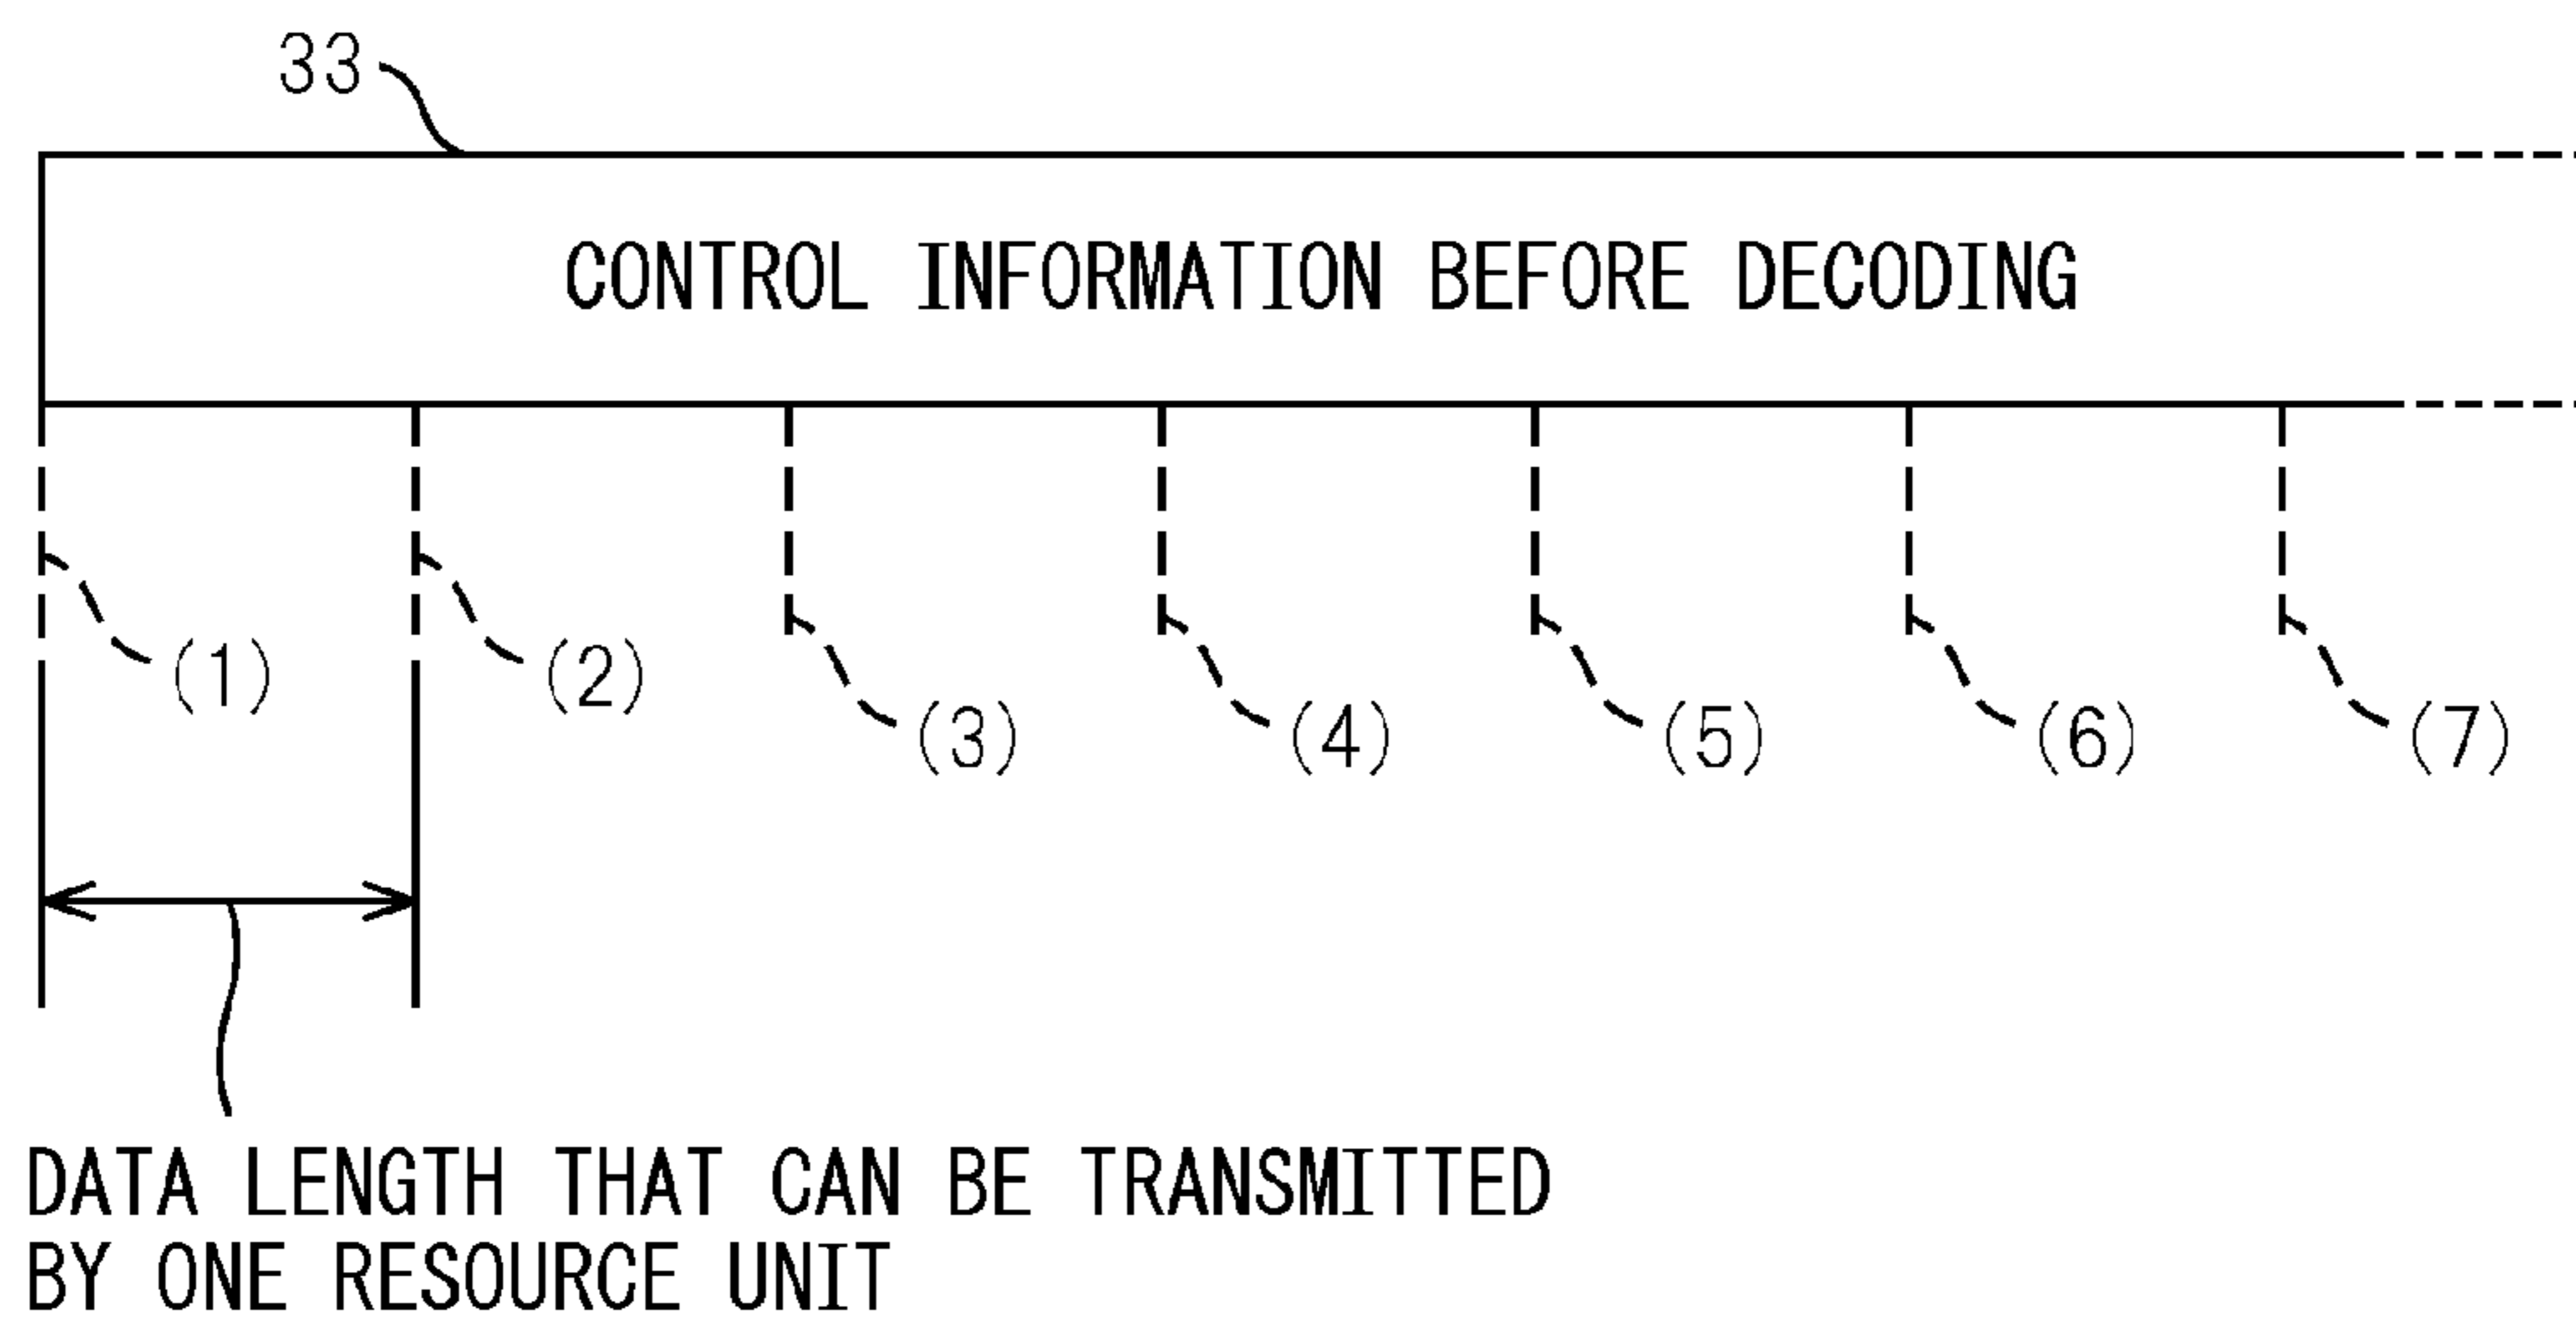 33
CONTROL INFORMATION BEFORE DECODING
(1)
(2)
(3)
(4)
(5)
(6)
(7)
DATA LENGTH THAT CAN BE TRANSMITTED
BY ONE RESOURCE UNIT